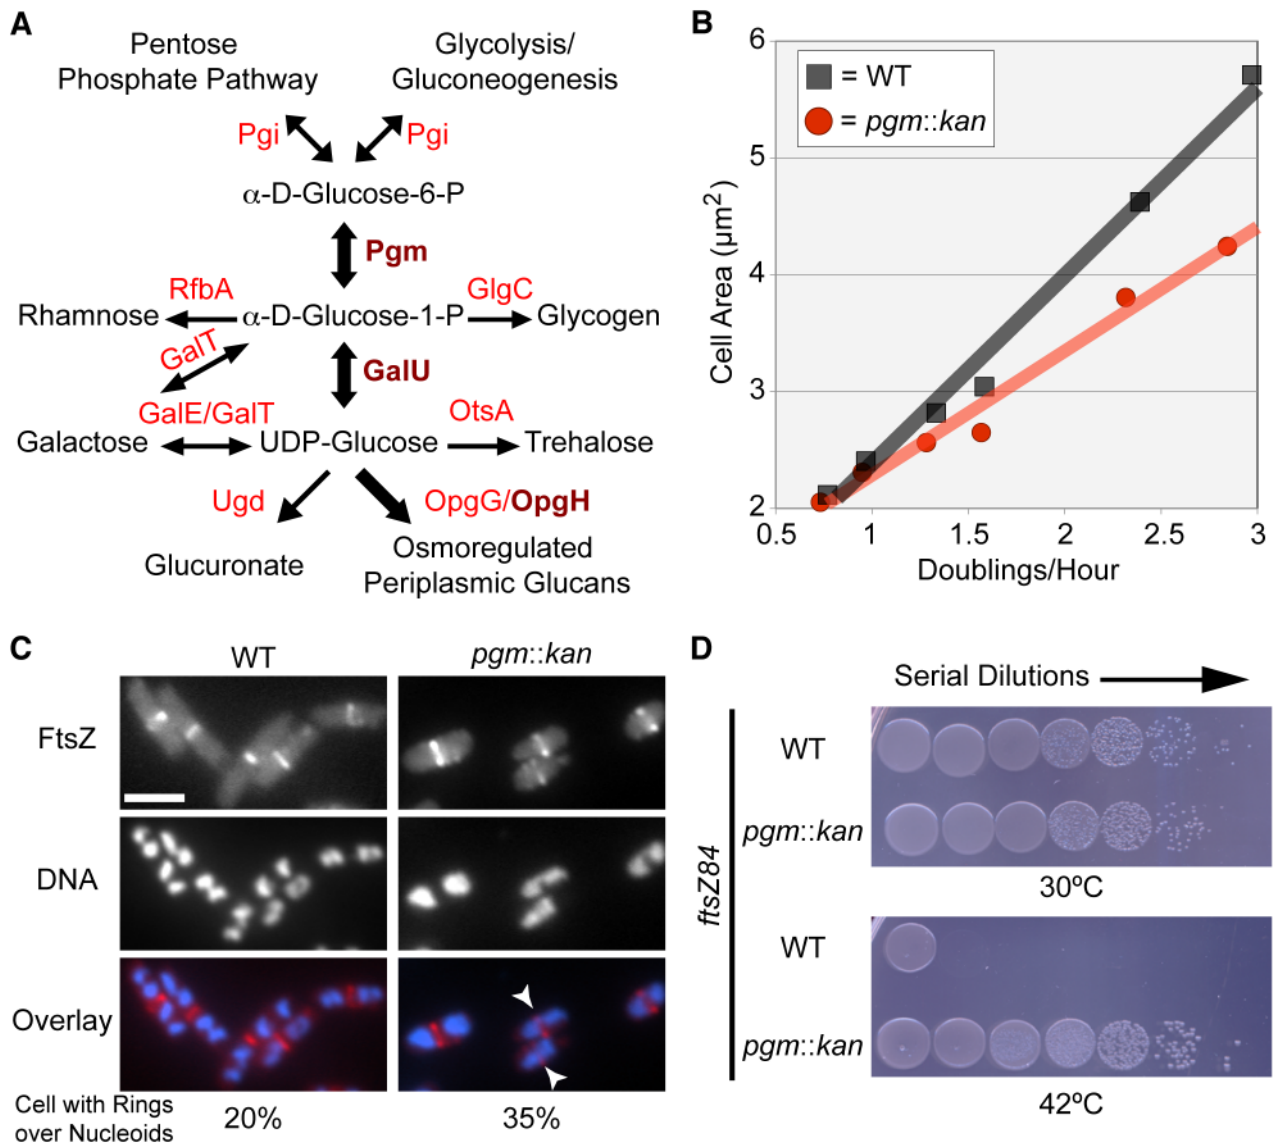 A
Pentose
Phosphate Pathway
Glycolysis/
Gluconeogenesis
Pgi
Pgi
α-D-Glucose-6-P
Pgm
RfbA
GlgC
Rhamnose
α-D-Glucose-1-P
Glycogen
GalT
GalU
GalE/GalT
OtsA
Galactose
UDP-Glucose
Trehalose
Ugd
OpgG/OpgH
Glucuronate
Osmoregulated
Periplasmic Glucans
B
= WT
= pgm::kan
Cell Area (μm²)
6
5
4
3
2
0.5 1 1.5 2 2.5 3
Doublings/Hour
C
WT
pgm::kan
FtsZ
DNA
Overlay
Cell with Rings
over Nucleoids
20%
35%
D
Serial Dilutions
ftsZ84
WT
pgm::kan
30ºC
WT
pgm::kan
42ºC